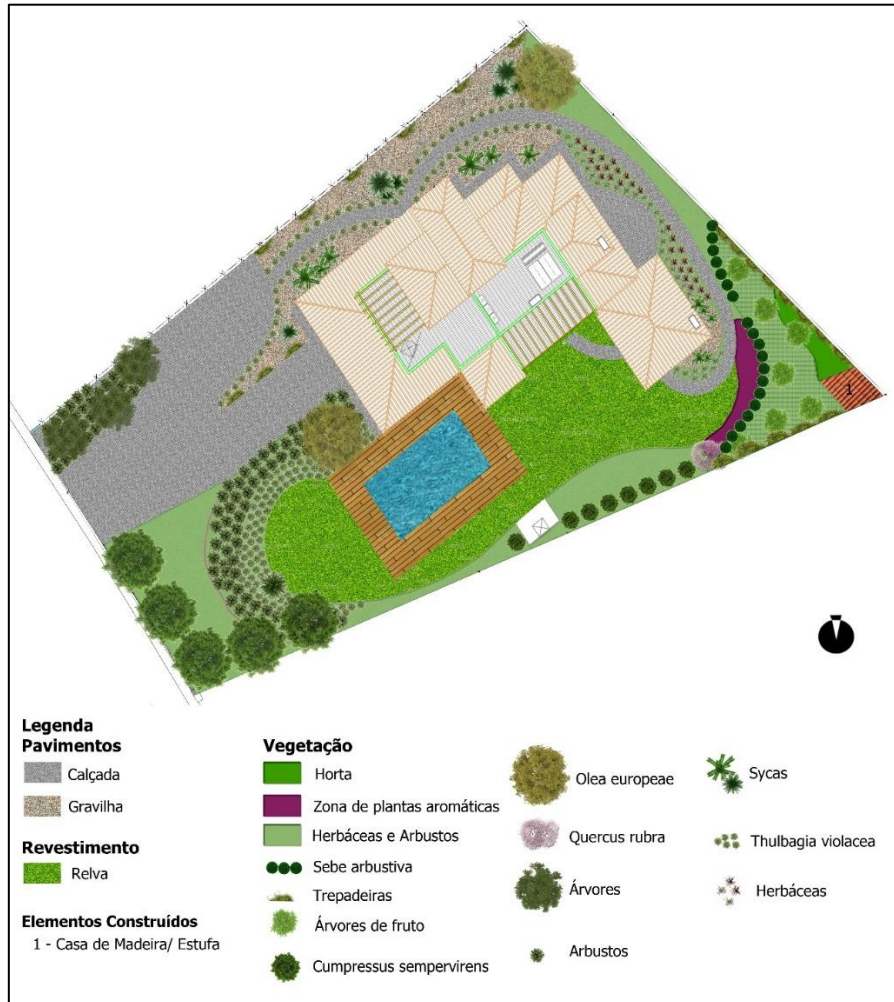 1
Legenda
Pavimentos
Calçada
Gravilha
Revestimento
Relva
Elementos Construídos
1 - Casa de Madeira/ Estufa
Vegetação
Horta
Zona de plantas aromáticas
Herbáceas e Arbustos
Sebe arbustiva
Trepadeiras
Árvores de fruto
Cumpressus sempervirens
Olea europeae
Quercus rubra
Árvores
Arbustos
Sycas
Thulbagia violacea
Herbáceas